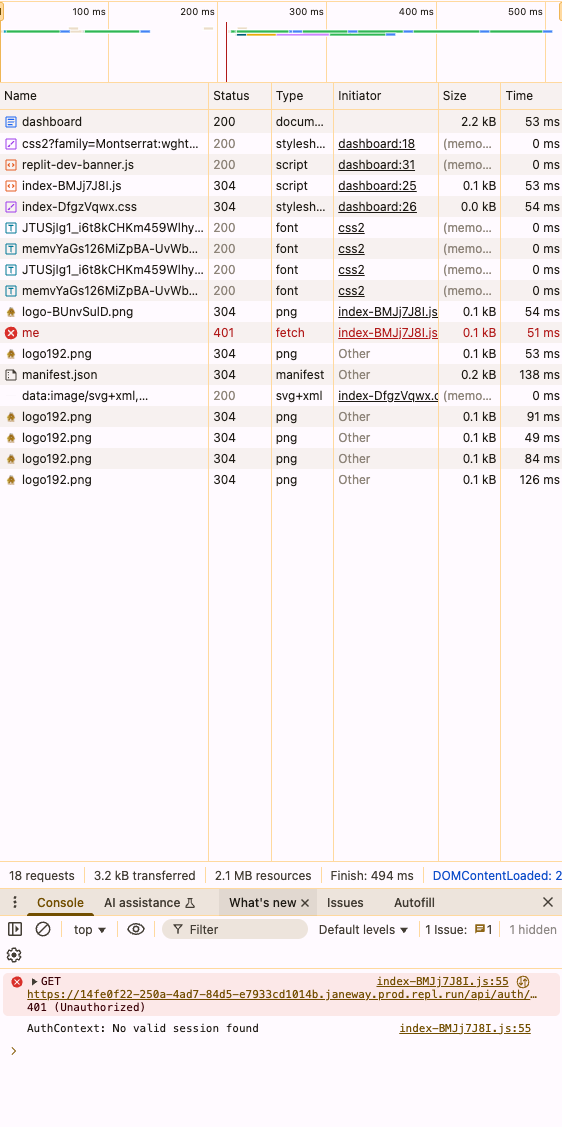 100 ms 200 ms 300 ms 400 ms 500 ms
Name Status Type Initiator Size Time
dashboard 200 docum... 2.2 kB 53 ms
css2?family=Montserrat:wght... 200 stylesh... dashboard:18 (memo... 0 ms
replit-dev-banner.js 200 script dashboard:31 (memo... 0 ms
index-BMJj7J8I.js 304 script dashboard:25 0.1 kB 53 ms
index-DfgzVqwx.css 304 stylesh... dashboard:26 0.0 kB 54 ms
JTUSjIg1_i6t8kCHKm459Wlhy... 200 font css2 (memo... 0 ms
memvYaGs126MiZpBA-UvWb... 200 font css2 (memo... 0 ms
JTUSjIg1_i6t8kCHKm459Wlhy... 200 font css2 (memo... 0 ms
memvYaGs126MiZpBA-UvWb... 200 font css2 (memo... 0 ms
logo-BUnvSulD.png 304 png index-BMJj7J8I.js 0.1 kB 54 ms
me 401 fetch index-BMJj7J8I.js 0.1 kB 51 ms
logo192.png 304 png Other 0.1 kB 53 ms
manifest.json 304 manifest Other 0.2 kB 138 ms
data:image/svg+xml,... 200 svg+xml index-DfgzVqwx.c (memo... 0 ms
logo192.png 304 png Other 0.1 kB 91 ms
logo192.png 304 png Other 0.1 kB 49 ms
logo192.png 304 png Other 0.1 kB 84 ms
logo192.png 304 png Other 0.1 kB 126 ms
18 requests 3.2 kB transferred 2.1 MB resources Finish: 494 ms DOMContentLoaded: 2
Console AI assistance What's new Issues Autofill
top Filter Default levels 1 Issue: 1 1 hidden
GET index-BMJj7J8I.js:55
https://14fe0f22-250a-4ad7-84d5-e7933cd1014b.janeway.prod.repl.run/api/auth/…
401 (Unauthorized)
AuthContext: No valid session found index-BMJj7J8I.js:55